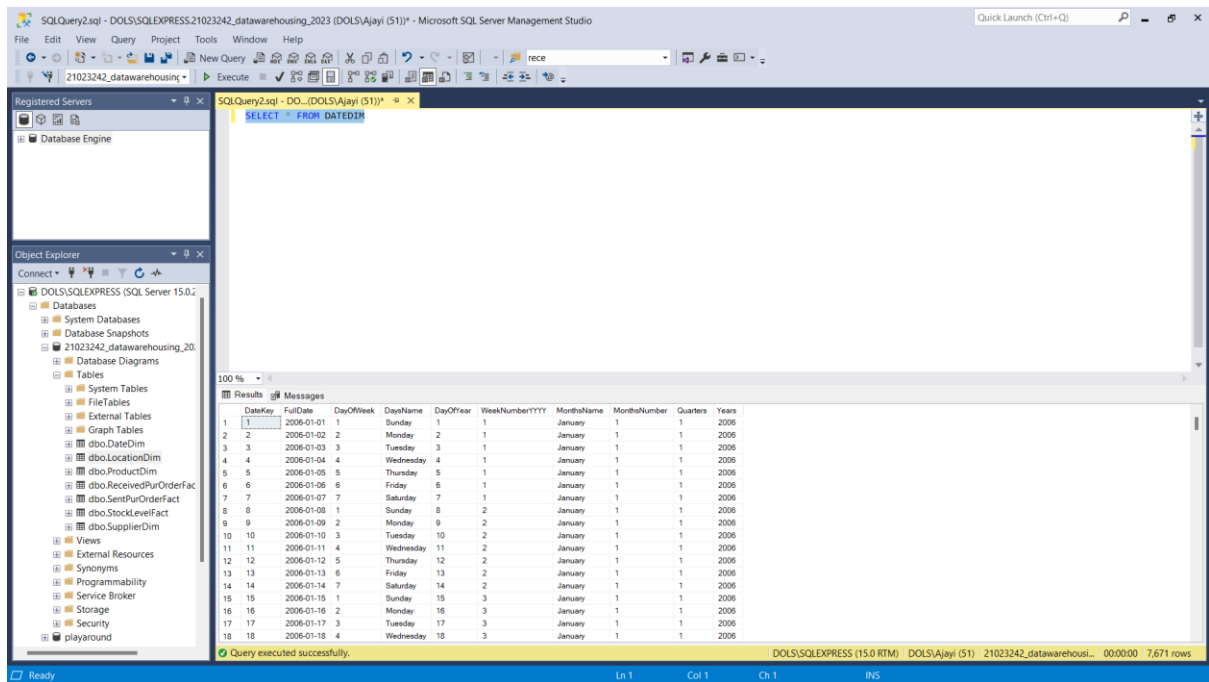 SQLQuery2.sql - DOLS\SQLEXPRESS.21023242_datawarehousing_2023 (DOLS\Ajayi (51))* - Microsoft SQL Server Management Studio
Quick Launch (Ctrl+Q)
File Edit View Query Project Tools Window Help
New Query
rece
21023242_datawarehousing
Execute
Registered Servers
SQLQuery2.sql - DO...(DOLS\Ajayi (51))*
SELECT * FROM DATEDIM
Database Engine
Object Explorer
Connect
DOLS\SQLEXPRESS (SQL Server 15.0.2
Databases
System Databases
Database Snapshots
21023242_datawarehousing_20.
Database Diagrams
Tables
System Tables
FileTables
External Tables
Graph Tables
dbo.DateDim
dbo.LocationDim
dbo.ProductDim
dbo.ReceivedPurOrderFac
dbo.SentPurOrderFact
dbo.StockLevelFact
dbo.SupplierDim
Views
External Resources
Synonyms
Programmability
Service Broker
Storage
Security
playaround
100 %
Results Messages
DateKey FullDate DayOfWeek DaysName DayOfYear WeekNumberYYYY MonthsName MonthsNumber Quarters Years
1 1 2006-01-01 1 Sunday 1 1 January 1 1 2006
2 2 2006-01-02 2 Monday 2 1 January 1 1 2006
3 3 2006-01-03 3 Tuesday 3 1 January 1 1 2006
4 4 2006-01-04 4 Wednesday 4 1 January 1 1 2006
5 5 2006-01-05 5 Thursday 5 1 January 1 1 2006
6 6 2006-01-06 6 Friday 6 1 January 1 1 2006
7 7 2006-01-07 7 Saturday 7 1 January 1 1 2006
8 8 2006-01-08 1 Sunday 8 2 January 1 1 2006
9 9 2006-01-09 2 Monday 9 2 January 1 1 2006
10 10 2006-01-10 3 Tuesday 10 2 January 1 1 2006
11 11 2006-01-11 4 Wednesday 11 2 January 1 1 2006
12 12 2006-01-12 5 Thursday 12 2 January 1 1 2006
13 13 2006-01-13 6 Friday 13 2 January 1 1 2006
14 14 2006-01-14 7 Saturday 14 2 January 1 1 2006
15 15 2006-01-15 1 Sunday 15 3 January 1 1 2006
16 16 2006-01-16 2 Monday 16 3 January 1 1 2006
17 17 2006-01-17 3 Tuesday 17 3 January 1 1 2006
18 18 2006-01-18 4 Wednesday 18 3 January 1 1 2006
Query executed successfully.
DOLS\SQLEXPRESS (15.0 RTM) DOLS\Ajayi (51) 21023242_datawarehousi... 00:00:00 7,671 rows
Ready Ln 1 Col 1 Ch 1 INS